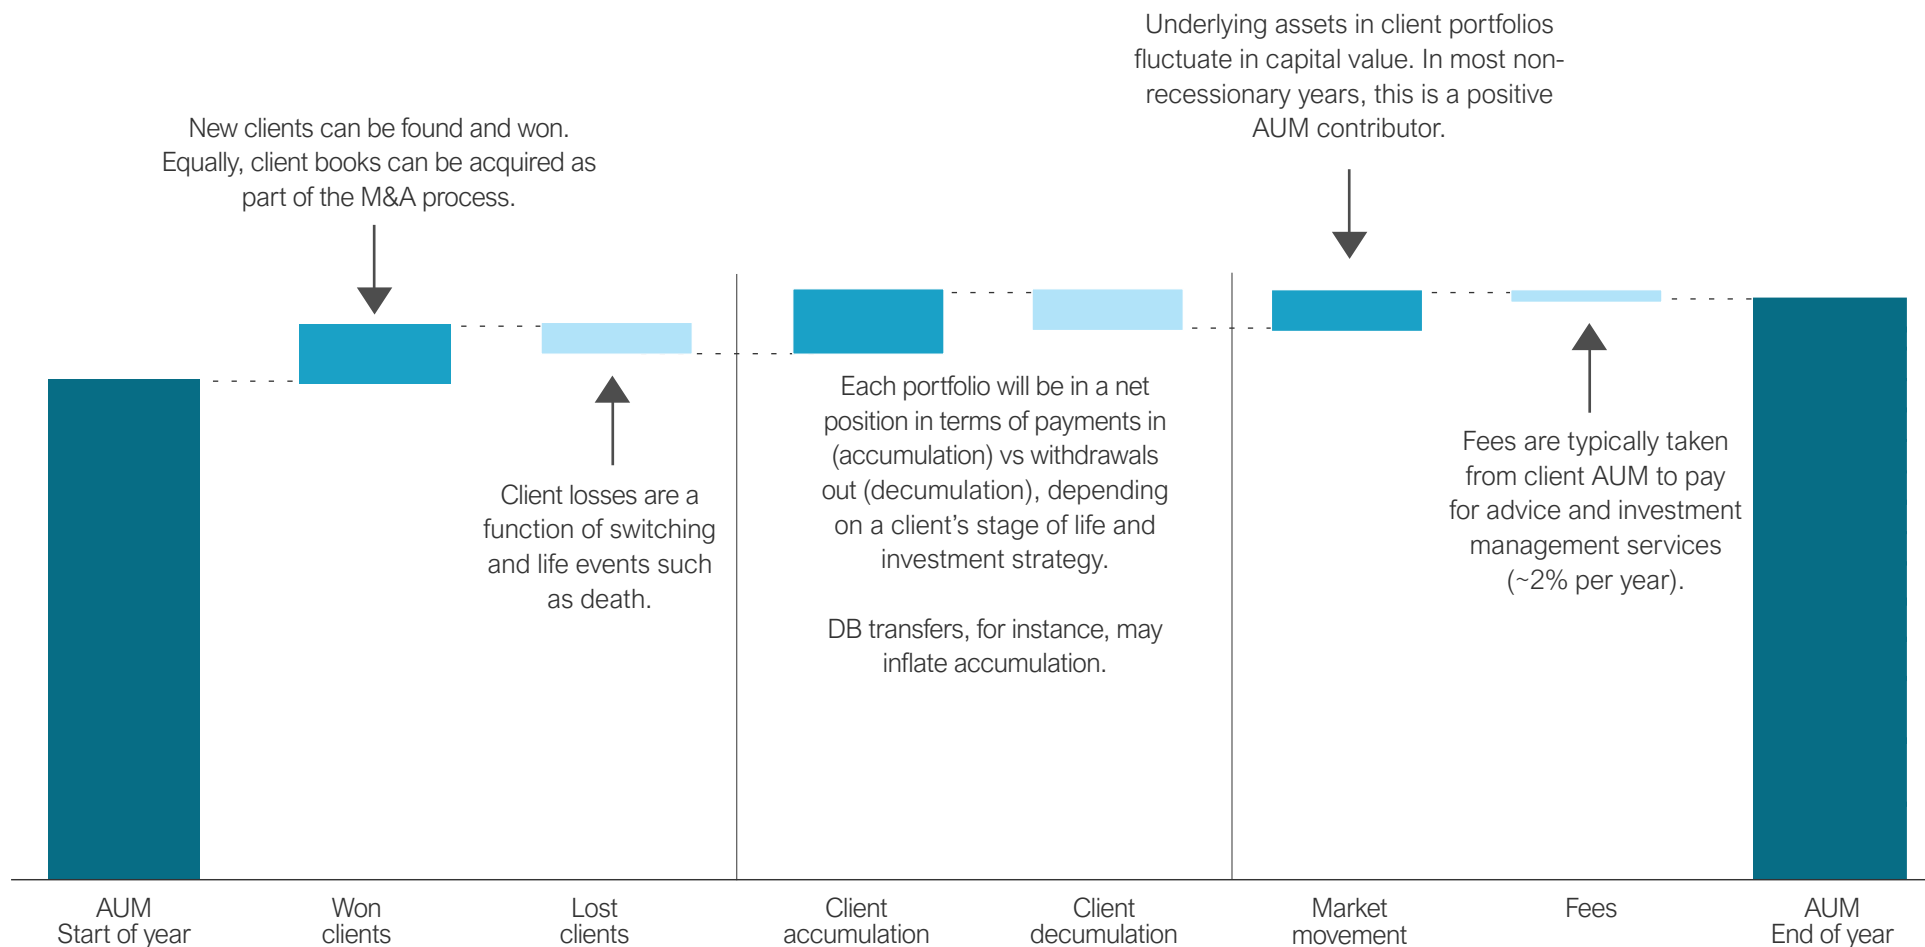 Underlying assets in client portfolios
fluctuate in capital value. In most non-
recessionary years, this is a positive
AUM contributor.
New clients can be found and won.
Equally, client books can be acquired as
part of the M&A process.
Client losses are a
function of switching
and life events such
as death.
Each portfolio will be in a net
position in terms of payments in
(accumulation) vs withdrawals
out (decumulation), depending
on a client’s stage of life and
investment strategy.
DB transfers, for instance, may
inflate accumulation.
Fees are typically taken
from client AUM to pay
for advice and investment
management services
(~2% per year).
AUM
Start of year
Won
clients
Lost
clients
Client
accumulation
Client
decumulation
Market
movement
Fees
AUM
End of year